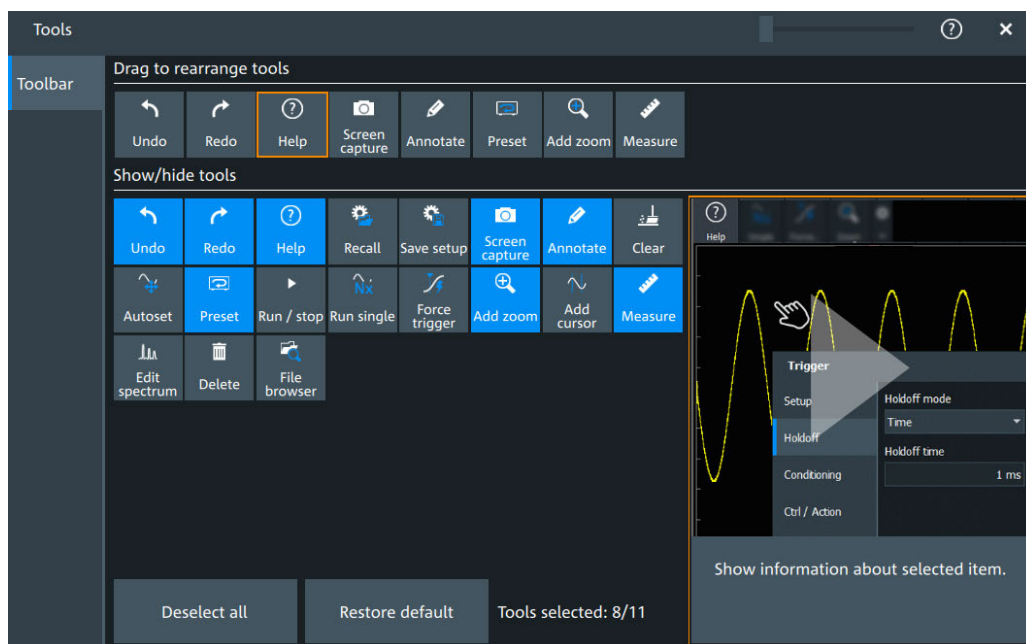 Tools
Toolbar
Drag to rearrange tools
Undo
Redo
Help
Screen
capture
Annotate
Preset
Add zoom
Measure
Show/hide tools
Undo
Redo
Help
Recall
Save setup
Screen
capture
Annotate
Clear
Autoset
Preset
Run / stop
Nx
Run single
Force
trigger
Add zoom
Add
cursor
Measure
Edit
spectrum
Delete
File
browser
Help
Trigger
Setup
Holdoff
Conditioning
Ctrl / Action
Holdoff mode
Time
Holdoff time
1 ms
Show information about selected item.
Deselect all
Restore default
Tools selected: 8/11